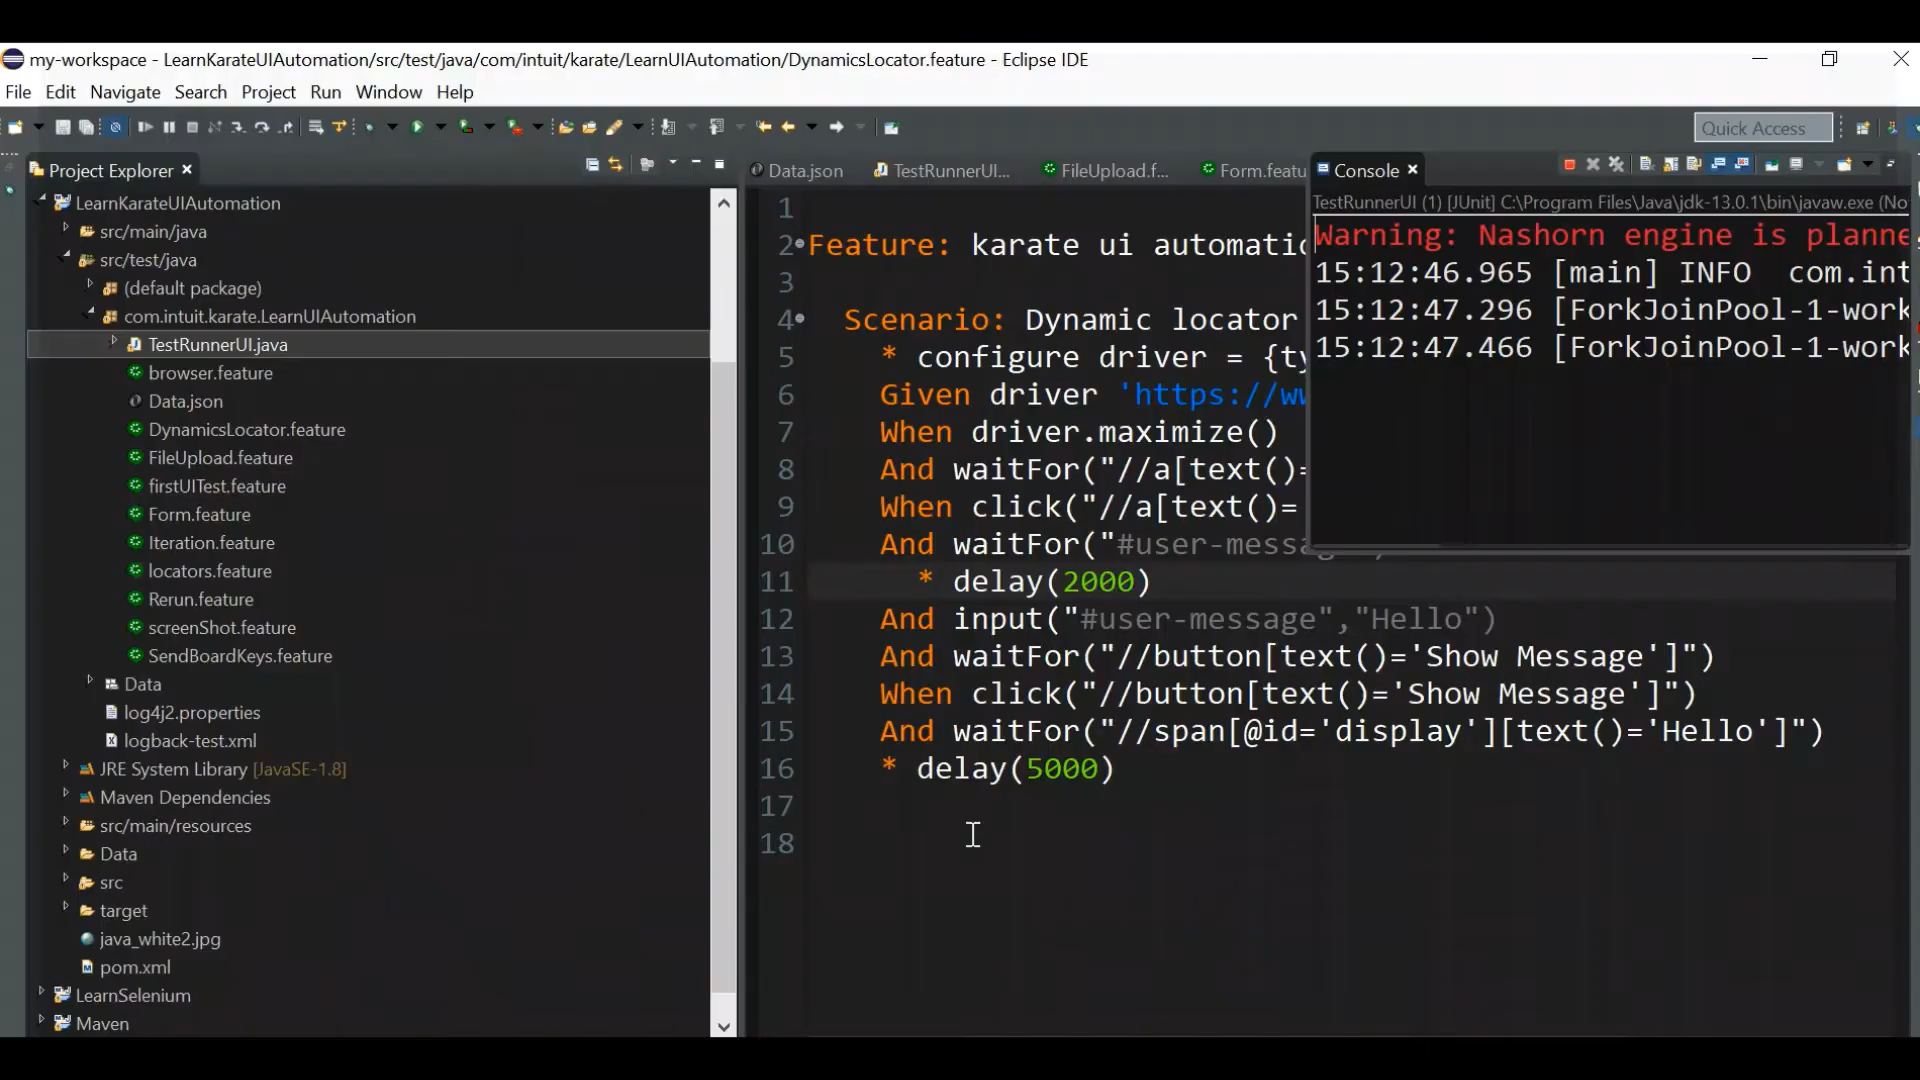 my-workspace - LearnKarateUIAutomation/src/test/java/com/intuit/karate/LearnUIAutomation/DynamicsLocator.feature - Eclipse IDE
File Edit Navigate Search Project Run Window Help
Quick Access
Project Explorer
LearnKarateUIAutomation
src/main/java
src/test/java
(default package)
com.intuit.karate.LearnUIAutomation
TestRunnerUI.java
browser.feature
Data.json
DynamicsLocator.feature
FileUpload.feature
firstUITest.feature
Form.feature
Iteration.feature
locators.feature
Rerun.feature
screenShot.feature
SendBoardKeys.feature
Data
log4j2.properties
logback-test.xml
JRE System Library [JavaSE-1.8]
Maven Dependencies
src/main/resources
Data
src
target
java_white2.jpg
pom.xml
LearnSelenium
Maven
Data.json TestRunnerUI... FileUpload.f... Form.featu
1
2 Feature: karate ui automatic
3
4 Scenario: Dynamic locator
5 * configure driver = {ty
6 Given driver 'https://ww
7 When driver.maximize()
8 And waitFor("//a[text()=
9 When click("//a[text()=
10 And waitFor("#user-messag
11 * delay(2000)
12 And input("#user-message","Hello")
13 And waitFor("//button[text()='Show Message']")
14 When click("//button[text()='Show Message']")
15 And waitFor("//span[@id='display'][text()='Hello']")
16 * delay(5000)
17
18
Console
TestRunnerUI (1) [JUnit] C:\Program Files\Java\jdk-13.0.1\bin\javaw.exe (No
Warning: Nashorn engine is planne
15:12:46.965 [main] INFO com.int
15:12:47.296 [ForkJoinPool-1-work
15:12:47.466 [ForkJoinPool-1-work